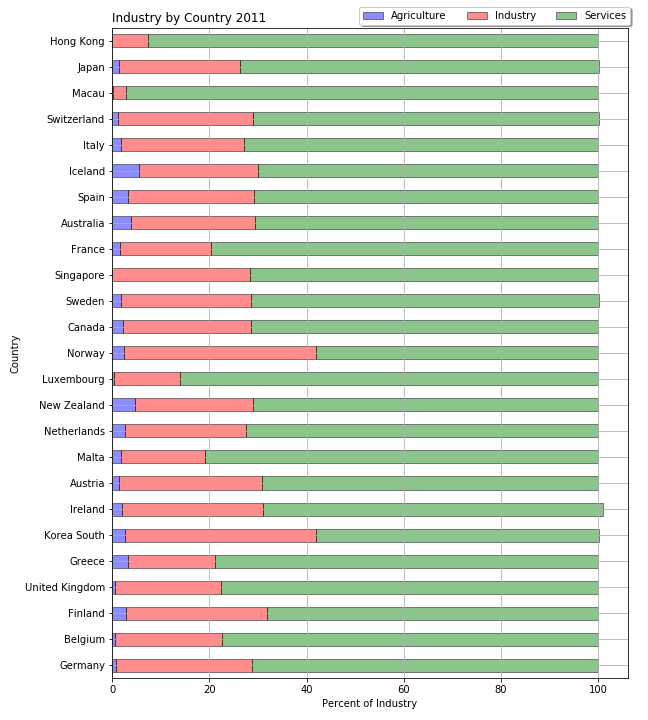 Industry by Country 2011
Agriculture Industry Services
Hong Kong
Japan
Macau
Switzerland
Italy
Iceland
Spain
Australia
France
Singapore
Sweden
Canada
Norway
Luxembourg
New Zealand
Netherlands
Malta
Austria
Ireland
Korea South
Greece
United Kingdom
Finland
Belgium
Germany
Country
0 20 40 60 80 100
Percent of Industry